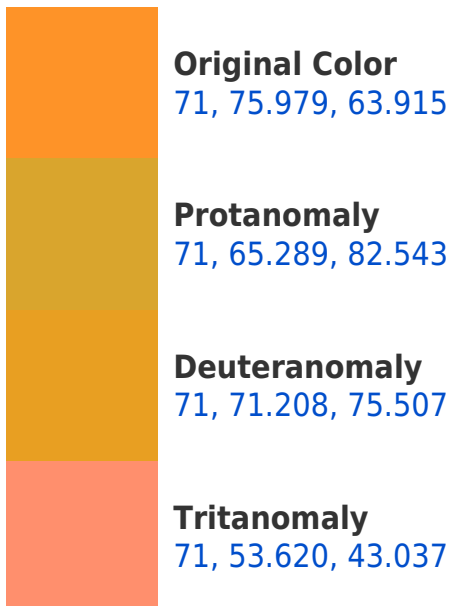 Original Color
71, 75.979, 63.915
Protanomaly
71, 65.289, 82.543
Deuteranomaly
71, 71.208, 75.507
Tritanomaly
71, 53.620, 43.037